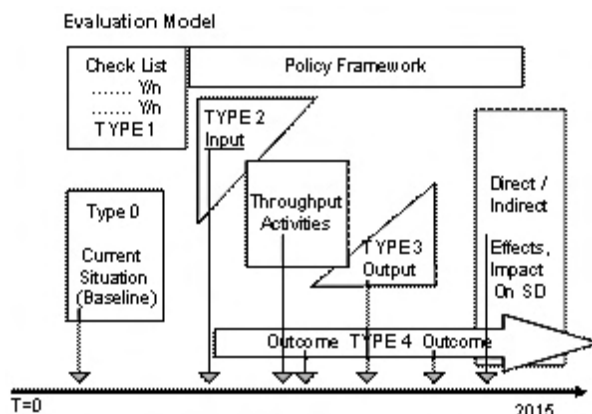 Evaluation Model
Check List
....... Y/n
....... Y/n
TYPE 1
Policy Framework
TYPE 2
Input
Type 0
Current
Situation
(Baseline)
Throughput
Activities
TYPE 3
Output
Direct /
Indirect
Effects,
Impact
On SD
Outcome TYPE 4 Outcome
T=0
2015